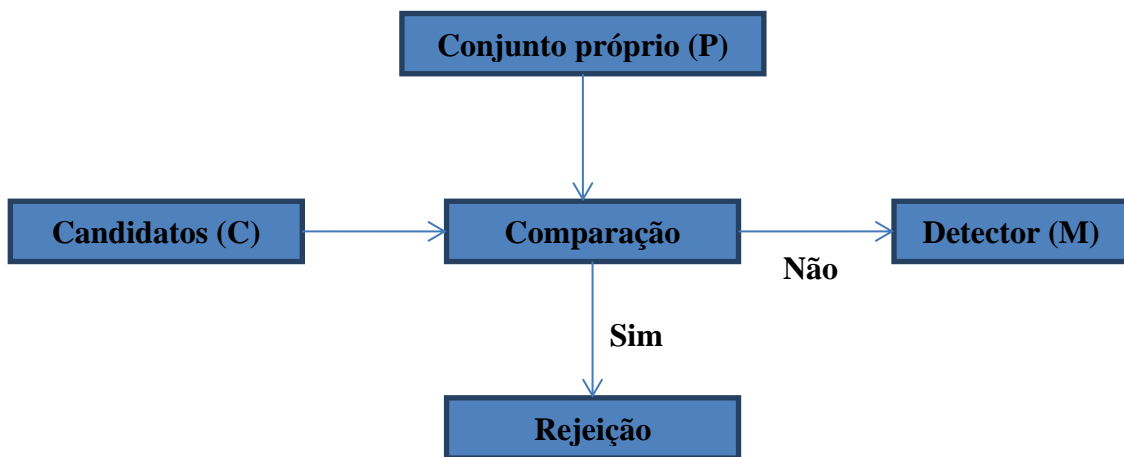 Conjunto próprio (P)
Candidatos (C)
Comparação
Detector (M)
Não
Sim
Rejeição